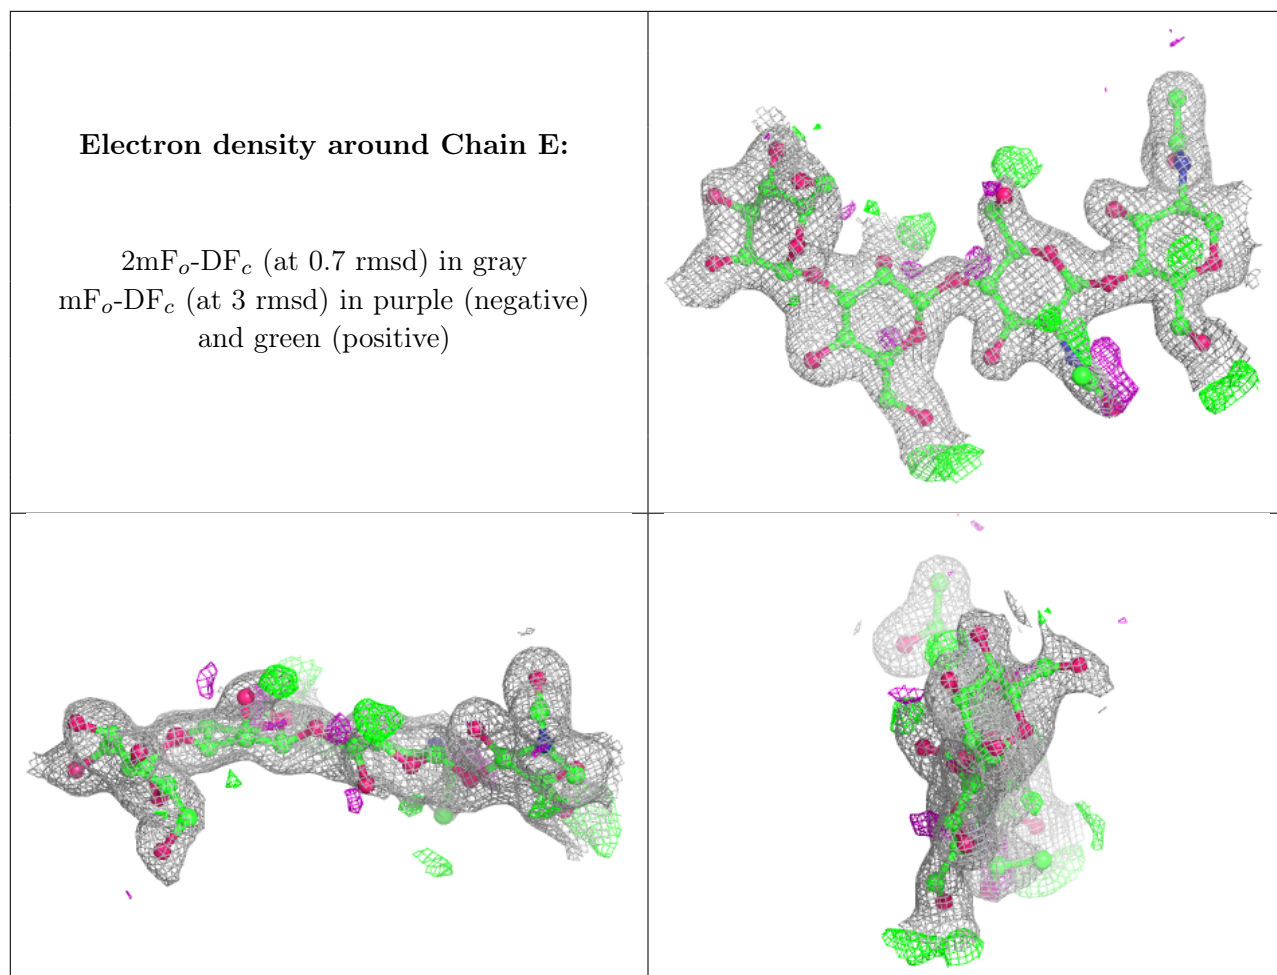 Electron density around Chain E:
2mFo-DFc (at 0.7 rmsd) in gray
mFo-DFc (at 3 rmsd) in purple (negative)
and green (positive)